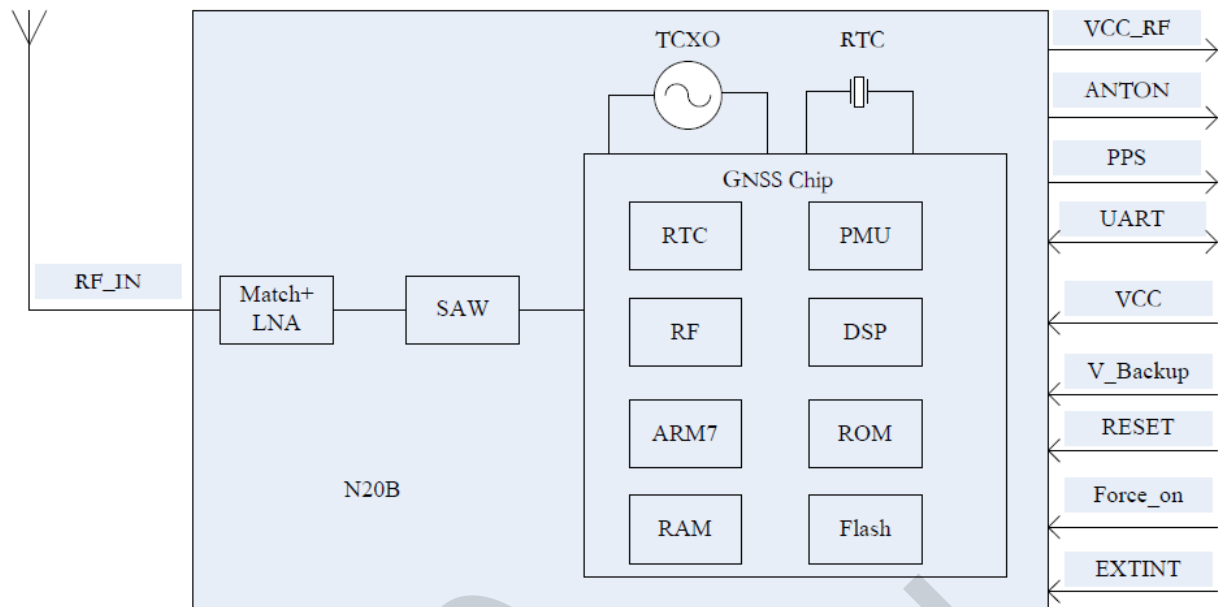 TCXO
RTC
GNSS Chip
RTC
PMU
RF
DSP
ARM7
ROM
RAM
Flash
RF_IN
Match+
LNA
SAW
N20B
VCC_RF
ANTON
PPS
UART
VCC
V_Backup
RESET
Force_on
EXTINT